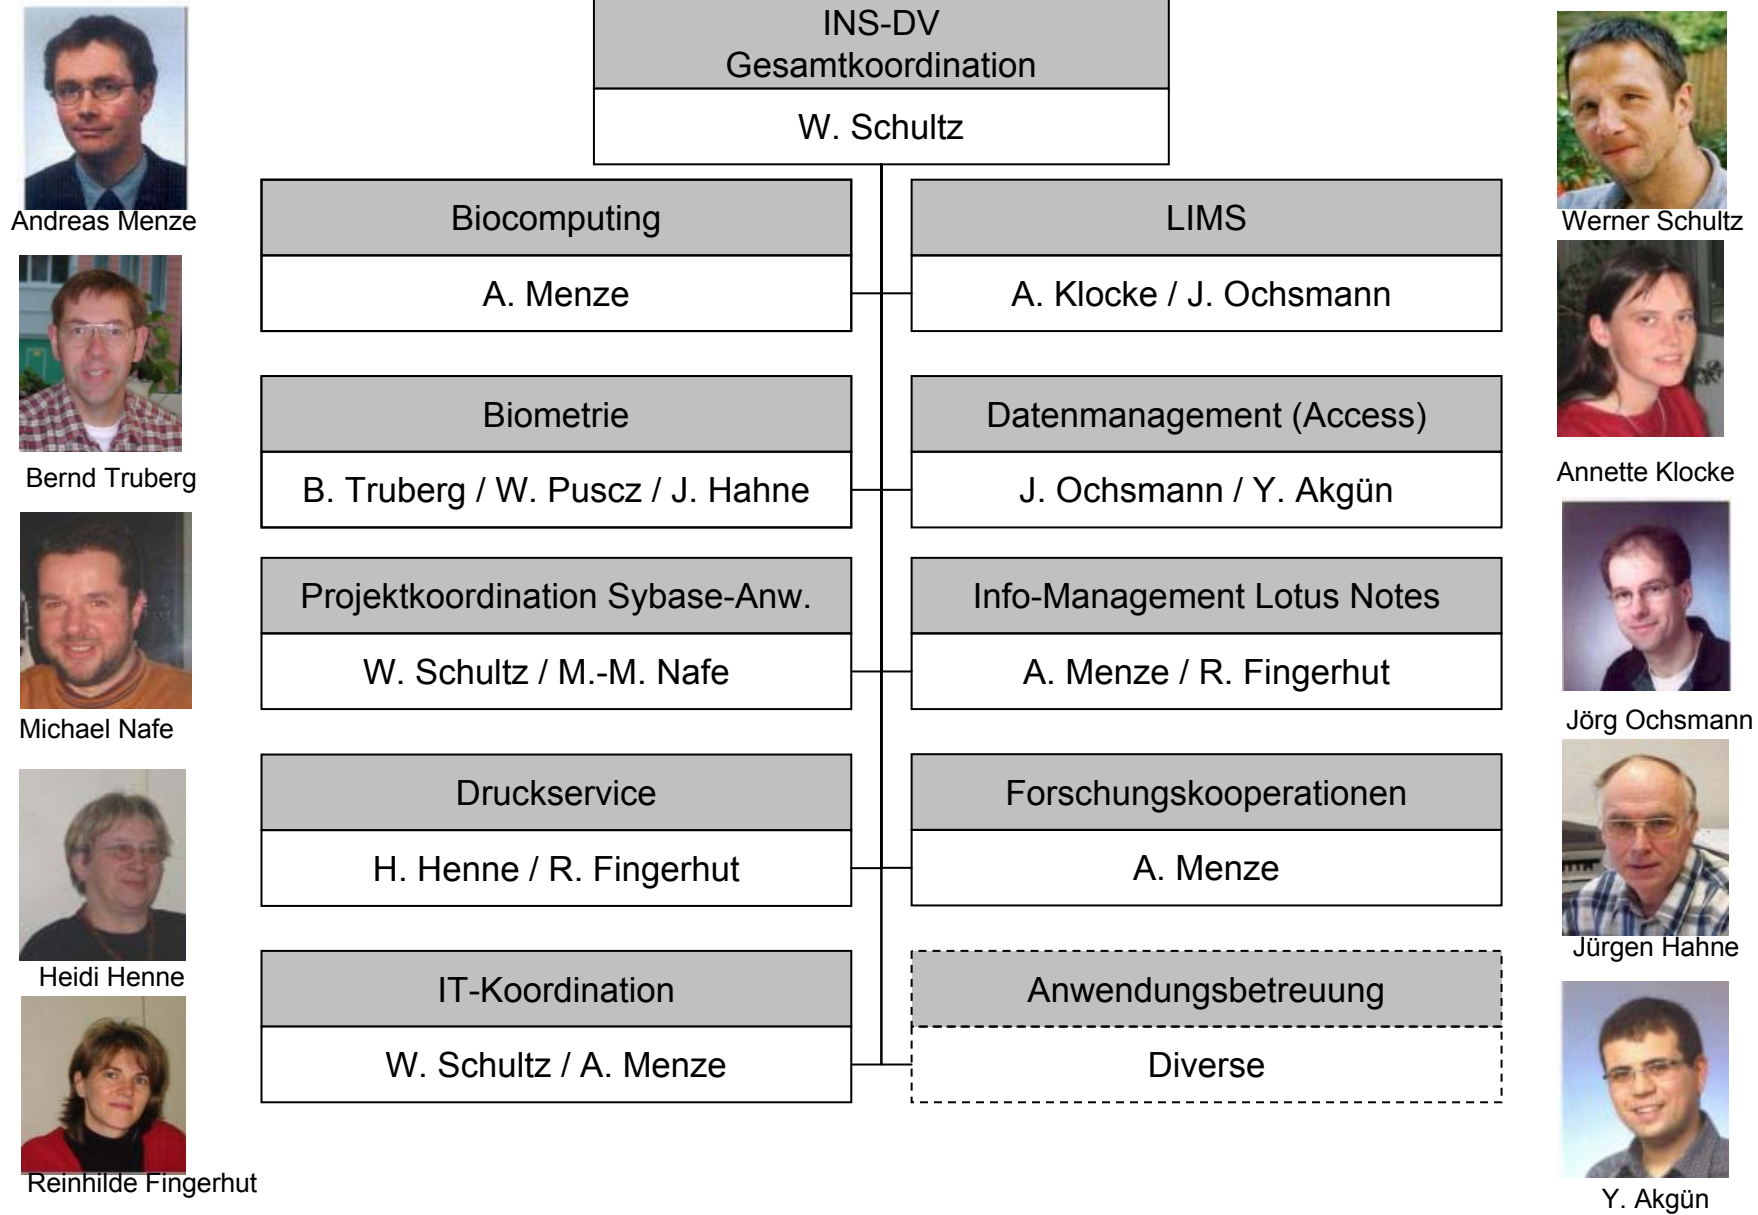 INS-DV
Gesamtkoordination
W. Schultz
Andreas Menze
Biocomputing
A. Menze
LIMS
A. Klocke / J. Ochsmann
Werner Schultz
Bernd Truberg
Biometrie
B. Truberg / W. Puscz / J. Hahne
Datenmanagement (Access)
J. Ochsmann / Y. Akgün
Annette Klocke
Michael Nafe
Projektkoordination Sybase-Anw.
W. Schultz / M.-M. Nafe
Info-Management Lotus Notes
A. Menze / R. Fingerhut
Jörg Ochsmann
Heidi Henne
Druckservice
H. Henne / R. Fingerhut
Forschungskooperationen
A. Menze
Jürgen Hahne
Reinhilde Fingerhut
IT-Koordination
W. Schultz / A. Menze
Anwendungsbetreuung
Diverse
Y. Akgün